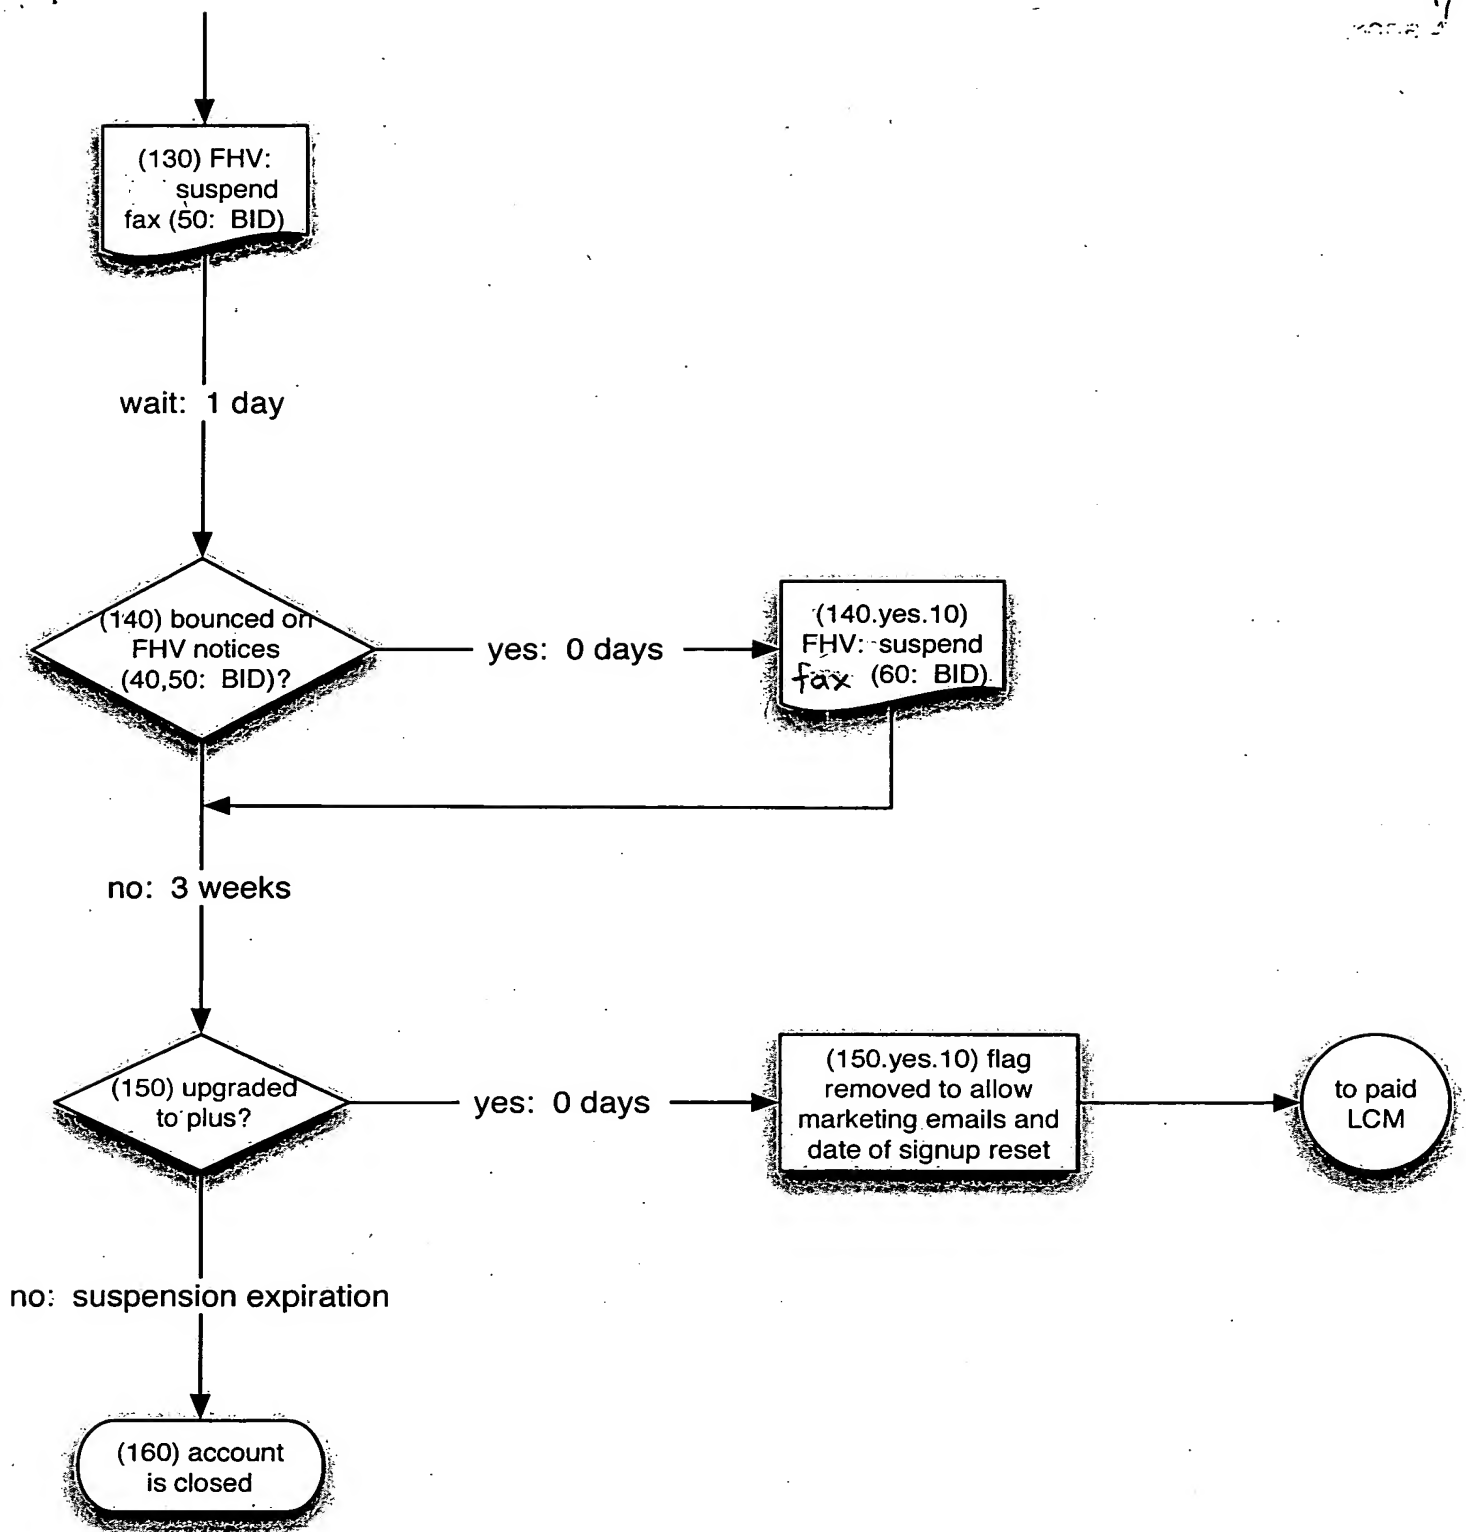 (130) FHV:
suspend
fax (50: BID)
wait: 1 day
(140) bounced on
FHV notices
(40,50: BID)?
yes: 0 days
(140.yes.10)
FHV: suspend
fax (60: BID)
no: 3 weeks
(150) upgraded
to plus?
yes: 0 days
(150.yes.10) flag
removed to allow
marketing emails and
date of signup reset
to paid
LCM
no: suspension expiration
(160) account
is closed